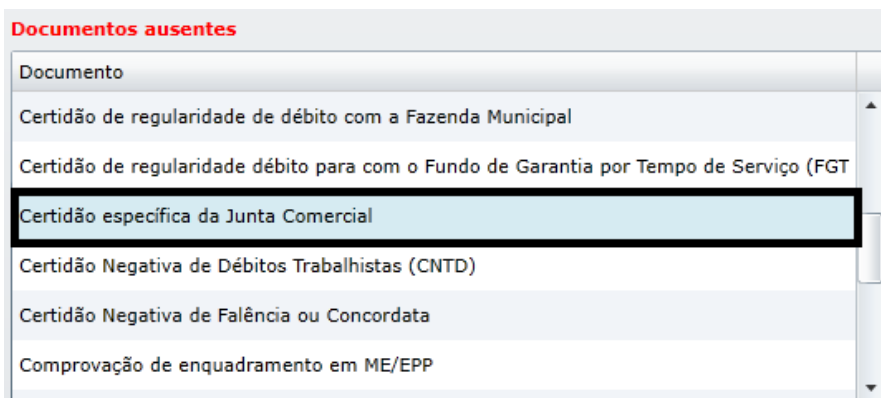 Documentos ausentes
Documento
Certidão de regularidade de débito com a Fazenda Municipal
Certidão de regularidade débito para com o Fundo de Garantia por Tempo de Serviço (FGT
Certidão específica da Junta Comercial
Certidão Negativa de Débitos Trabalhistas (CNTD)
Certidão Negativa de Falência ou Concordata
Comprovação de enquadramento em ME/EPP